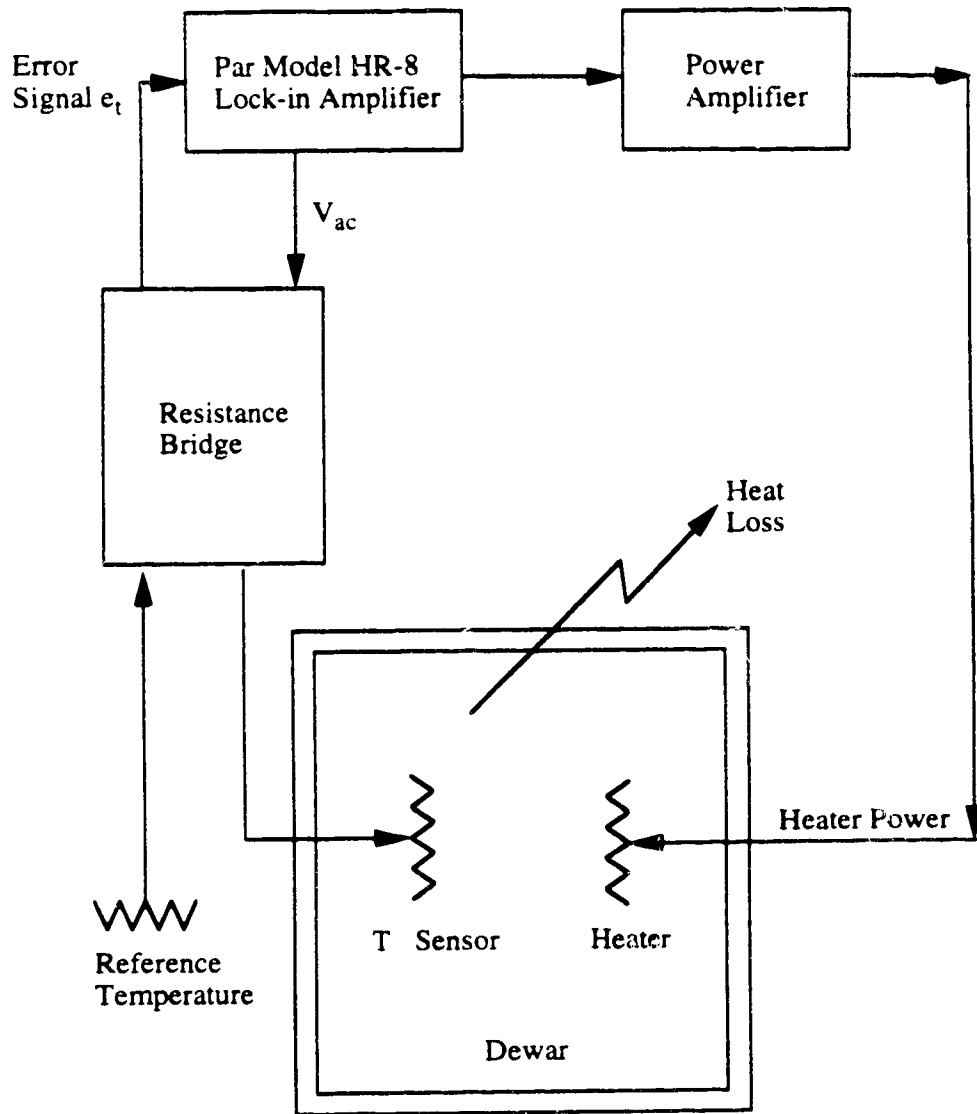 Error
Signal e_t
Par Model HR-8
Lock-in Amplifier
Power
Amplifier
V_ac
Resistance
Bridge
Heat
Loss
Heater Power
T Sensor
Heater
Reference
Temperature
Dewar